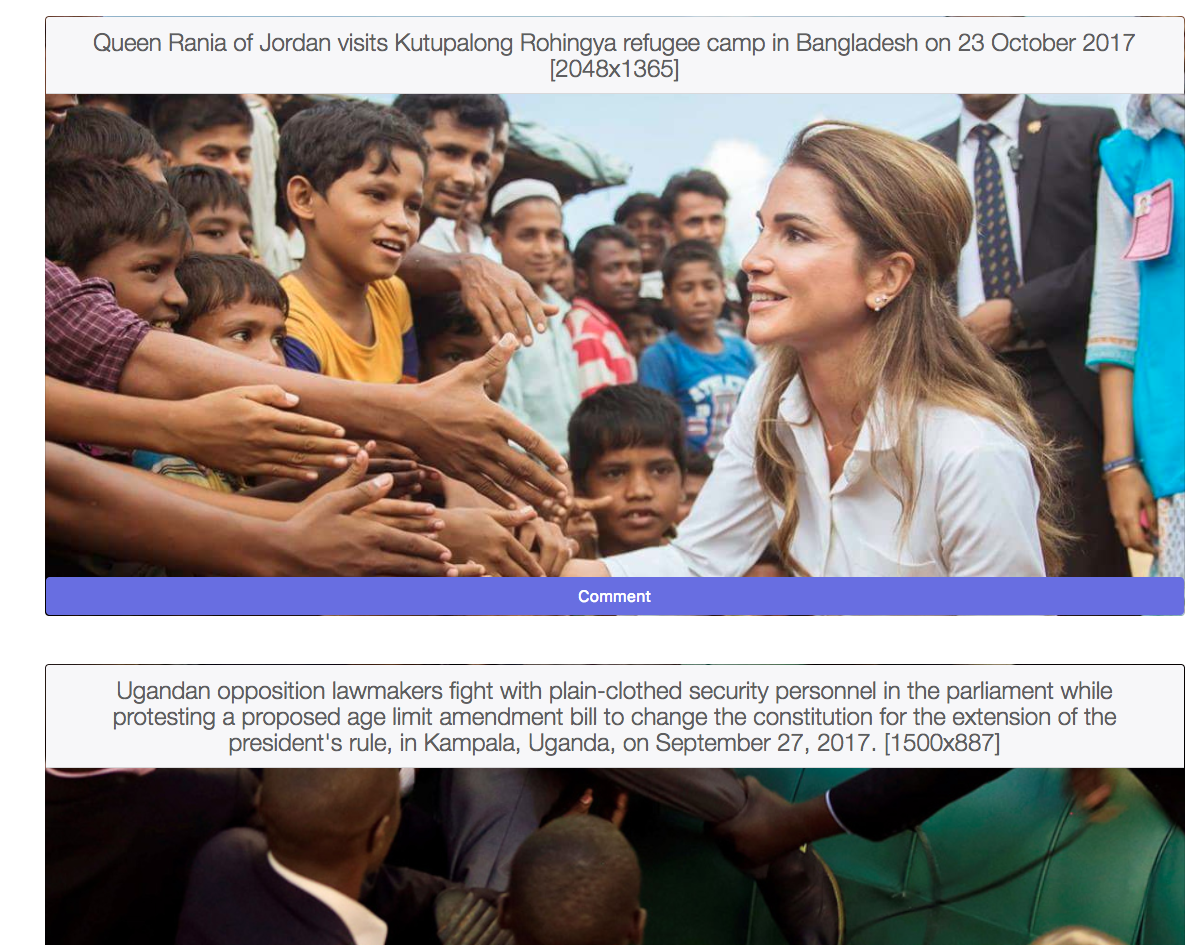 Queen Rania of Jordan visits Kutupalong Rohingya refugee camp in Bangladesh on 23 October 2017
[2048x1365]
Comment
Ugandan opposition lawmakers fight with plain-clothed security personnel in the parliament while
protesting a proposed age limit amendment bill to change the constitution for the extension of the
president's rule, in Kampala, Uganda, on September 27, 2017. [1500x887]